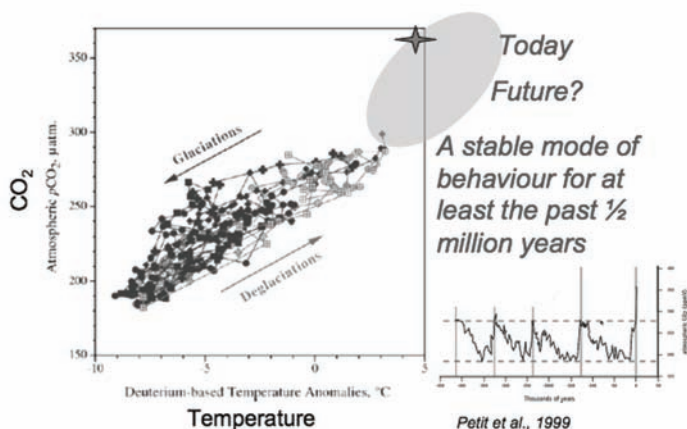 350
300
250
200
150
CO₂
Atmospheric pCO₂, μatm.
Glaciations
Deglaciations
-10
-5
0
5
Deuterium-based Temperature Anomalies, °C
Temperature
Today
Future?
A stable mode of
behaviour for at
least the past ½
million years
Thousands of years
Petit et al., 1999